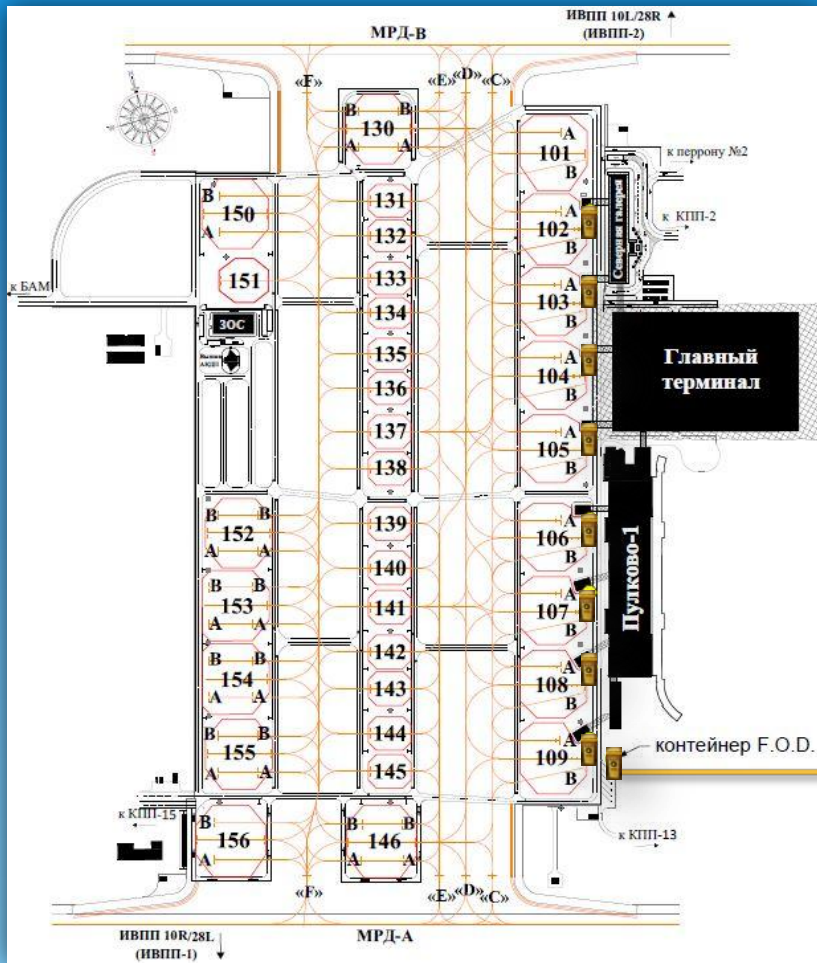 ИВПП 10L/28R
(ИВПП-2)
МРД-В
«F»
«E»
«D»
«C»
B B
130
A A
101
A
B
к перрону №2
к КПП-2
Северная галерея
B
150
A
131
132
102
A
B
151
133
103
A
B
к БАМ
ЗОС
134
135
104
A
B
Главный
терминал
136
137
138
105
A
B
B B
152
A A
139
106
A
B
140
B B
153
A A
141
107
A
B
Пулково-1
142
B B
154
A A
143
108
A
B
144
B B
155
A A
145
109
A
B
контейнер F.O.D.
к КПП-15
B
156
A
B B
146
A A
к КПП-13
«F»
«E»
«D»
«C»
ИВПП 10R/28L
(ИВПП-1)
МРД-А